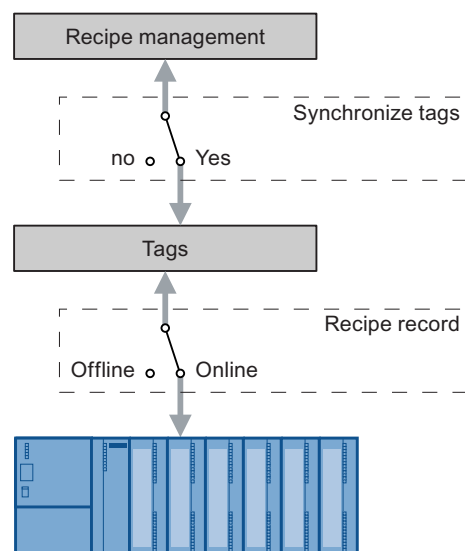 Recipe management
Synchronize tags
no Yes
Tags
Recipe record
Offline Online